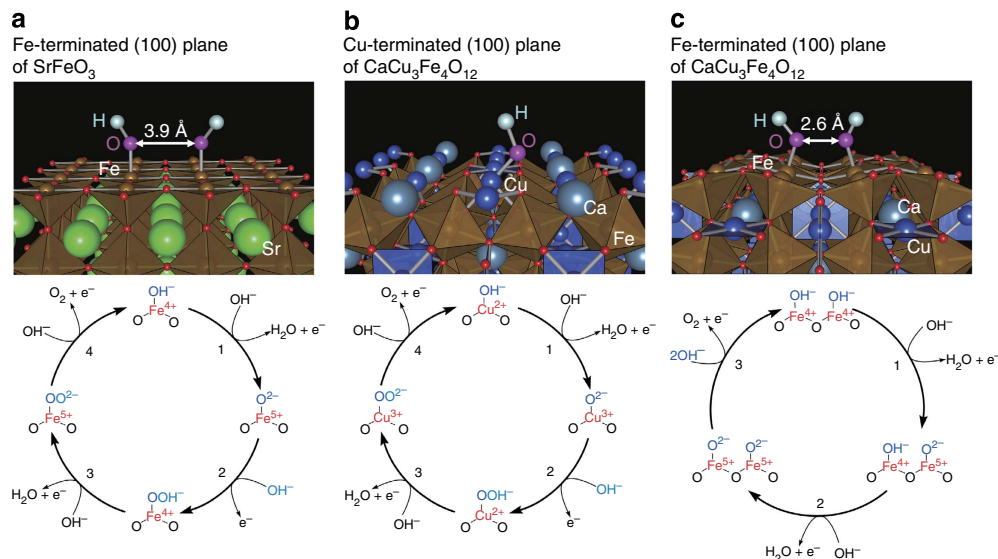 a
Fe-terminated (100) plane
of SrFeO3
H
O
3.9 Å
Fe
Sr
OH−
Fe4+
O O
OH−
H2O + e−
1
O2−
Fe5+
O O
2
OH−
e−
OOH−
Fe4+
O O
3
H2O + e−
OH−
OO2−
Fe5+
O O
4
OH−
O2 + e−
b
Cu-terminated (100) plane
of CaCu3Fe4O12
H
O
Cu
Ca
Fe
OH−
Cu2+
O O
OH−
H2O + e−
1
O2−
Cu3+
O O
2
OH−
e−
OOH−
Cu2+
O O
3
H2O + e−
OH−
OO2−
Cu3+
O O
4
OH−
O2 + e−
c
Fe-terminated (100) plane
of CaCu3Fe4O12
H
O
2.6 Å
Fe
Ca
Cu
OH− OH−
Fe4+ Fe4+
O O O
OH−
H2O + e−
1
OH− O2−
Fe4+ Fe5+
O O O
2
H2O + e−
OH−
O2− O2−
Fe5+ Fe5+
O O O
3
2OH−
O2 + e−